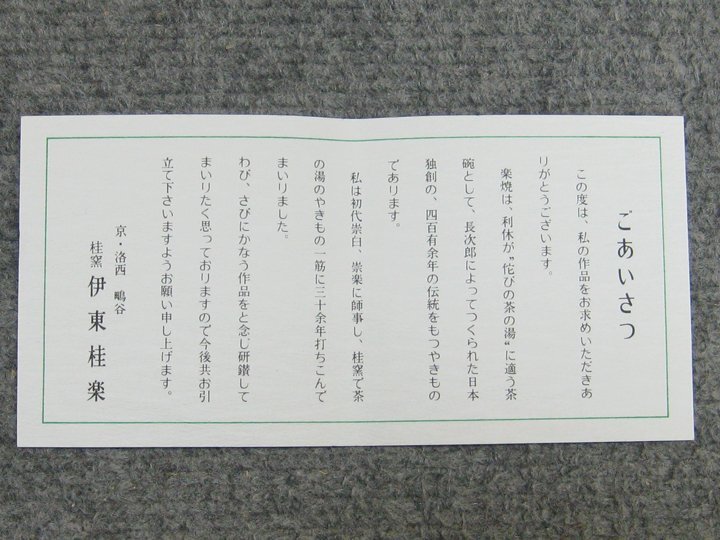 ごあいさつ
この度は、私の作品をお求めいただきあ
りがとうございます。
楽焼は、利休が〝侘びの茶の湯〟に適う茶
碗として、長次郎によってつくられた日本
独創の、四百有余年の伝統をもつやきもの
であります。
私は初代崇白、崇楽に師事し、桂窯で茶
の湯のやきもの一筋に三十余年打ちこんで
まいりました。
わび、さびにかなう作品をと念じ研鑽して
まいりたく思っておりますので今後共お引
立て下さいますようお願い申し上げます。
京・洛西 鴫谷
桂窯 伊東桂楽